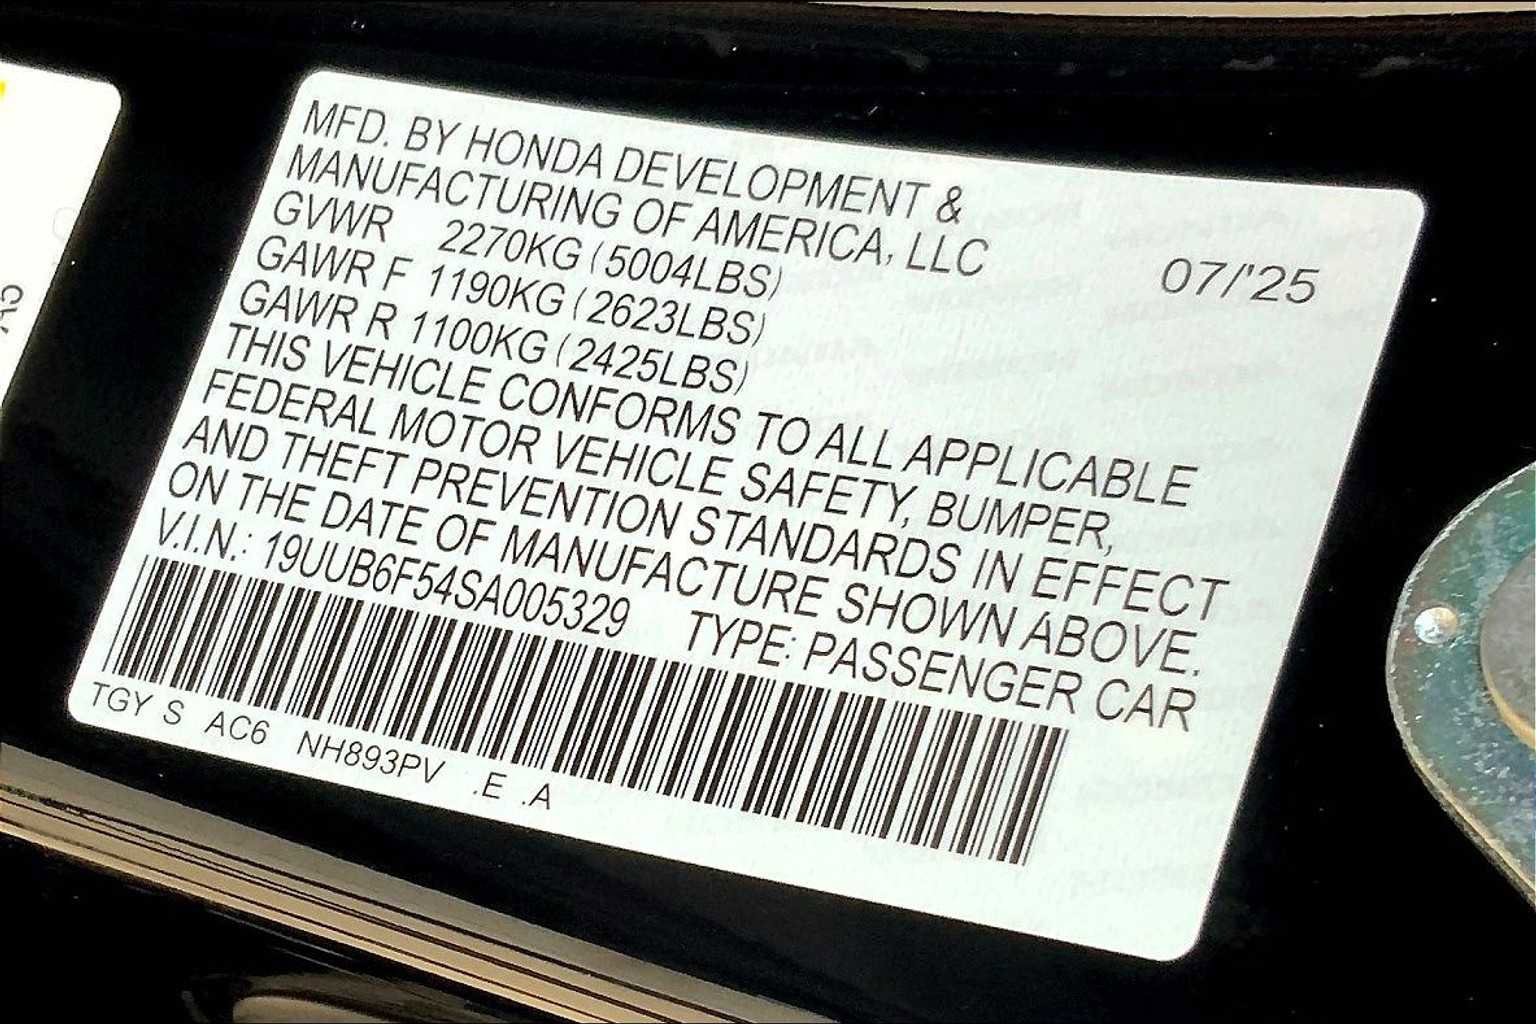 MFD. BY HONDA DEVELOPMENT &
MANUFACTURING OF AMERICA, LLC
GVWR 2270KG (5004LBS) 07/'25
GAWR F 1190KG (2623LBS)
GAWR R 1100KG (2425LBS)
THIS VEHICLE CONFORMS TO ALL APPLICABLE
FEDERAL MOTOR VEHICLE SAFETY, BUMPER,
AND THEFT PREVENTION STANDARDS IN EFFECT
ON THE DATE OF MANUFACTURE SHOWN ABOVE.
V.I.N.: 19UUB6F54SA005329 TYPE: PASSENGER CAR
TGY S AC6 NH893PV .E .A